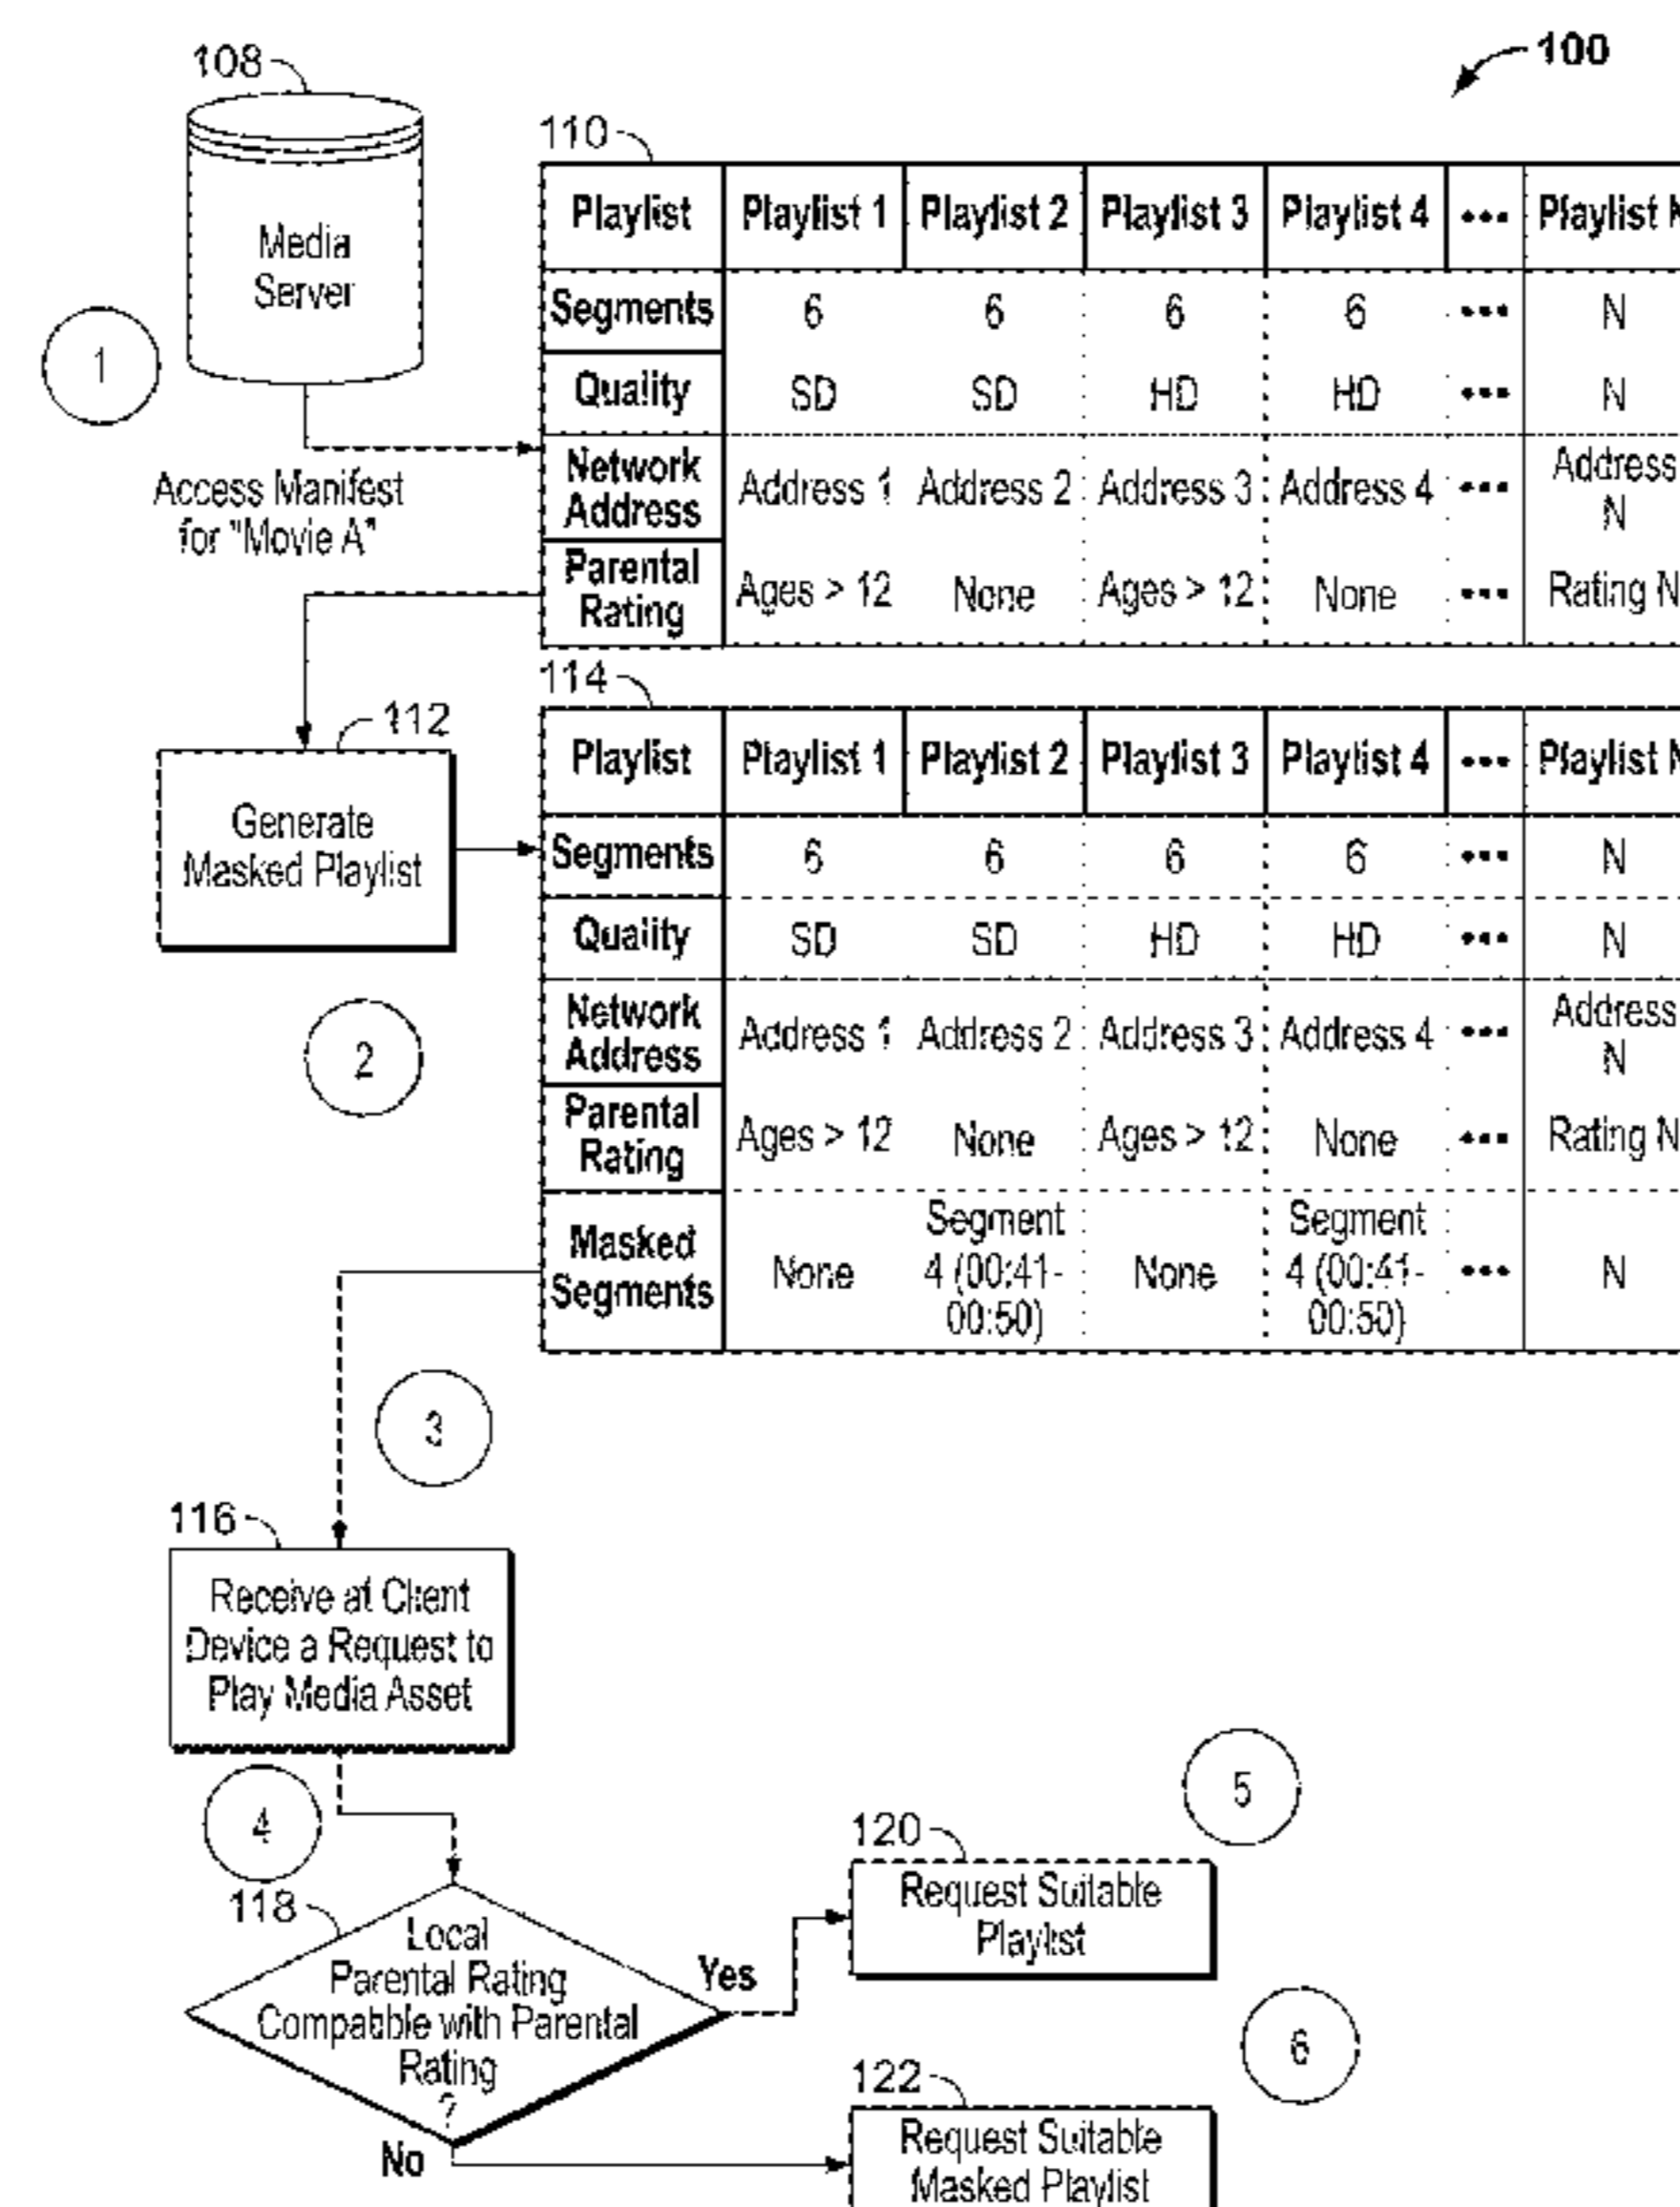 100
108
Media
Server
1
Access Manifest
for "Movie A"
110
Playlist Playlist 1 Playlist 2 Playlist 3 Playlist 4 ••• Playlist N
Segments 6 6 6 6 ••• N
Quality SD SD HD HD ••• N
Network
Address Address 1 Address 2 Address 3 Address 4 ••• Address
N
Parental
Rating Ages > 12 None Ages > 12 None ••• Rating N
112
Generate
Masked Playlist
2
114
Playlist Playlist 1 Playlist 2 Playlist 3 Playlist 4 ••• Playlist N
Segments 6 6 6 6 ••• N
Quality SD SD HD HD ••• N
Network
Address Address 1 Address 2 Address 3 Address 4 ••• Address
N
Parental
Rating Ages > 12 None Ages > 12 None ••• Rating N
Masked
Segments None Segment
4 (00:41-
00:50) None Segment
4 (00:41-
00:50) ••• N
3
116
Receive at Client
Device a Request to
Play Media Asset
4
118
Local
Parental Rating
Compatible with Parental
Rating
?
Yes
No
5
120
Request Suitable
Playlist
6
122
Request Suitable
Masked Playlist